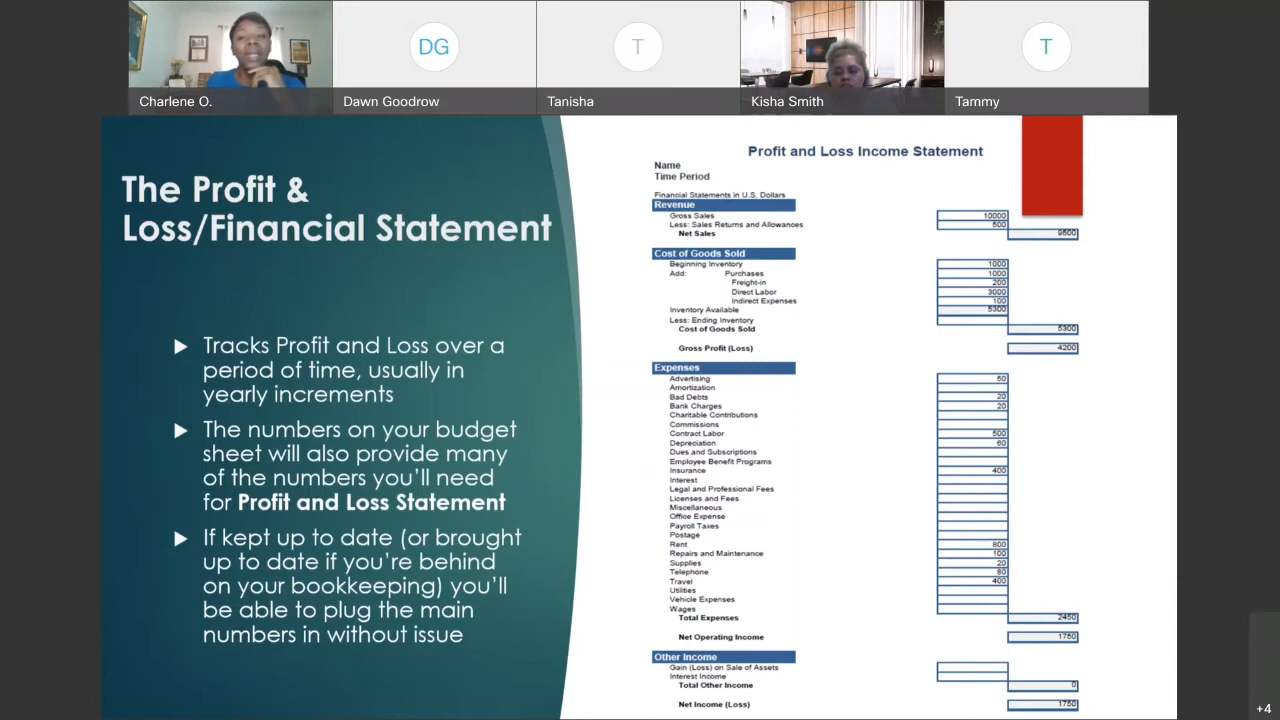 DG
T
T
Charlene O.
Dawn Goodrow
Tanisha
Kisha Smith
Tammy
The Profit &
Loss/Financial Statement
► Tracks Profit and Loss over a
period of time, usually in
yearly increments
► The numbers on your budget
sheet will also provide many
of the numbers you'll need
for Profit and Loss Statement
► If kept up to date (or brought
up to date if you're behind
on your bookkeeping) you'll
be able to plug the main
numbers in without issue
Profit and Loss Income Statement
Name
Time Period
Financial Statements in U.S. Dollars
Revenue
Gross Sales 10000
Less: Sales Returns and Allowances 500
Net Sales 9500
Cost of Goods Sold
Beginning Inventory 1000
Add: Purchases 1000
Freight-in 200
Direct Labor 3000
Indirect Expenses 100
Inventory Available 5300
Less: Ending Inventory
Cost of Goods Sold 5300
Gross Profit (Loss) 4200
Expenses
Advertising 50
Amortization
Bad Debts 20
Bank Charges 20
Charitable Contributions
Commissions
Contract Labor 500
Depreciation 60
Dues and Subscriptions
Employee Benefit Programs
Insurance 400
Interest
Legal and Professional Fees
Licenses and Fees
Miscellaneous
Office Expense
Payroll Taxes
Postage
Rent 800
Repairs and Maintenance 100
Supplies 20
Telephone 80
Travel 400
Utilities
Vehicle Expenses
Wages
Total Expenses 2450
Net Operating Income 1750
Other Income
Gain (Loss) on Sale of Assets
Interest Income
Total Other Income 0
Net Income (Loss) 1750
+4